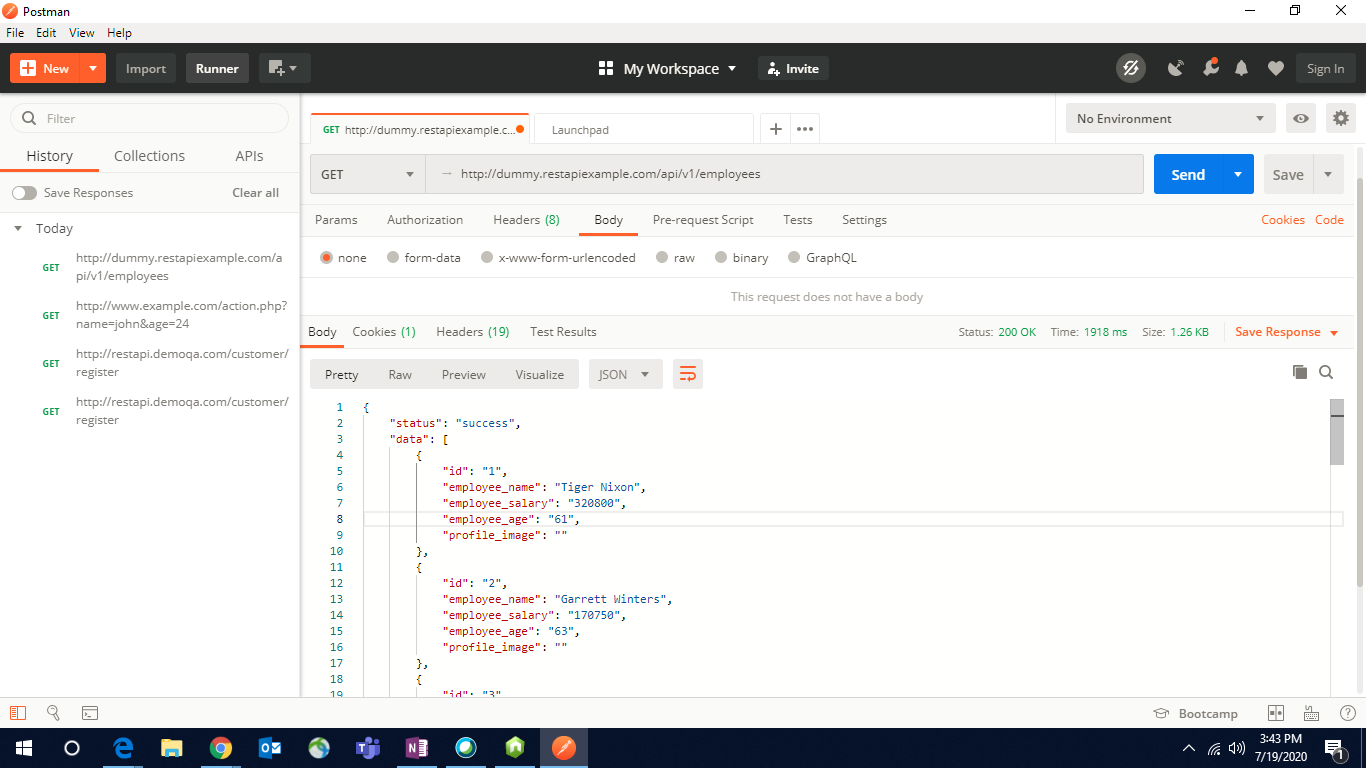 Postman
File Edit View Help
New Import Runner My Workspace Invite Sign In
Filter
History Collections APIs
Save Responses Clear all
Today
GET http://dummy.restapiexample.com/a
pi/v1/employees
GET http://www.example.com/action.php?
name=john&age=24
GET http://restapi.demoqa.com/customer/
register
GET http://restapi.demoqa.com/customer/
register
GET http://dummy.restapiexample.c... Launchpad
No Environment
GET http://dummy.restapiexample.com/api/v1/employees Send Save
Params Authorization Headers (8) Body Pre-request Script Tests Settings Cookies Code
none form-data x-www-form-urlencoded raw binary GraphQL
This request does not have a body
Body Cookies (1) Headers (19) Test Results Status: 200 OK Time: 1918 ms Size: 1.26 KB Save Response
Pretty Raw Preview Visualize JSON
1 {
2 "status": "success",
3 "data": [
4 {
5 "id": "1",
6 "employee_name": "Tiger Nixon",
7 "employee_salary": "320800",
8 "employee_age": "61",
9 "profile_image": ""
10 },
11 {
12 "id": "2",
13 "employee_name": "Garrett Winters",
14 "employee_salary": "170750",
15 "employee_age": "63",
16 "profile_image": ""
17 },
18 {
19 "id": "3"
Bootcamp
3:43 PM
7/19/2020
1